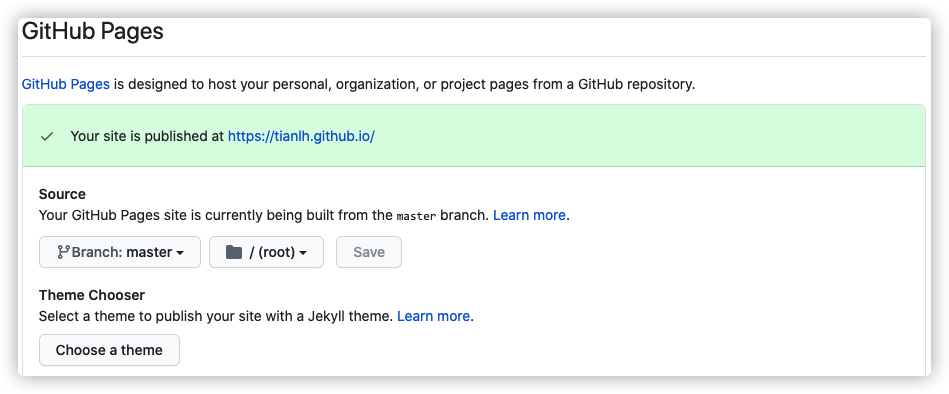 GitHub Pages
GitHub Pages is designed to host your personal, organization, or project pages from a GitHub repository.
Your site is published at https://tianlh.github.io/
Source
Your GitHub Pages site is currently being built from the master branch. Learn more.
Branch: master / (root) Save
Theme Chooser
Select a theme to publish your site with a Jekyll theme. Learn more.
Choose a theme